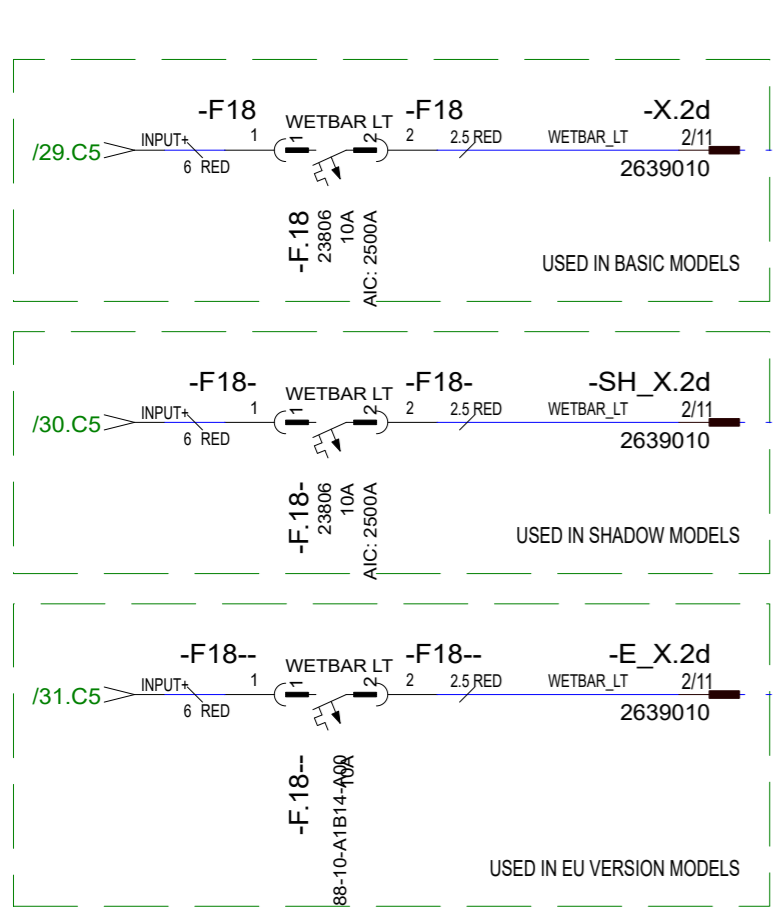 -F18 WETBAR LT -F18 -X.2d
/29.C5 INPUT+ 1 1 2 2 2.5 RED WETBAR_LT 2/11
6 RED 2639010
-F.18
23806
10A
AIC: 2500A
USED IN BASIC MODELS
-F18- WETBAR LT -F18- -SH_X.2d
/30.C5 INPUT+ 1 1 2 2 2.5 RED WETBAR_LT 2/11
6 RED 2639010
-F.18-
23806
10A
AIC: 2500A
USED IN SHADOW MODELS
-F18-- WETBAR LT -F18-- -E_X.2d
/31.C5 INPUT+ 1 1 2 2 2.5 RED WETBAR_LT 2/11
6 RED 2639010
-F.18--
88-10-A1B14-A00
10A
USED IN EU VERSION MODELS